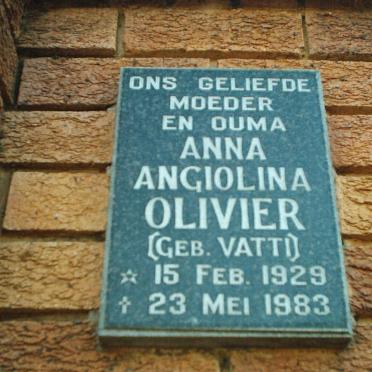 ONS GELIEFDE
MOEDER
EN OUMA
ANNA
ANGIOLINA
OLIVIER
(GEB. VATTI)
☆ 15 FEB. 1929
† 23 MEI 1983